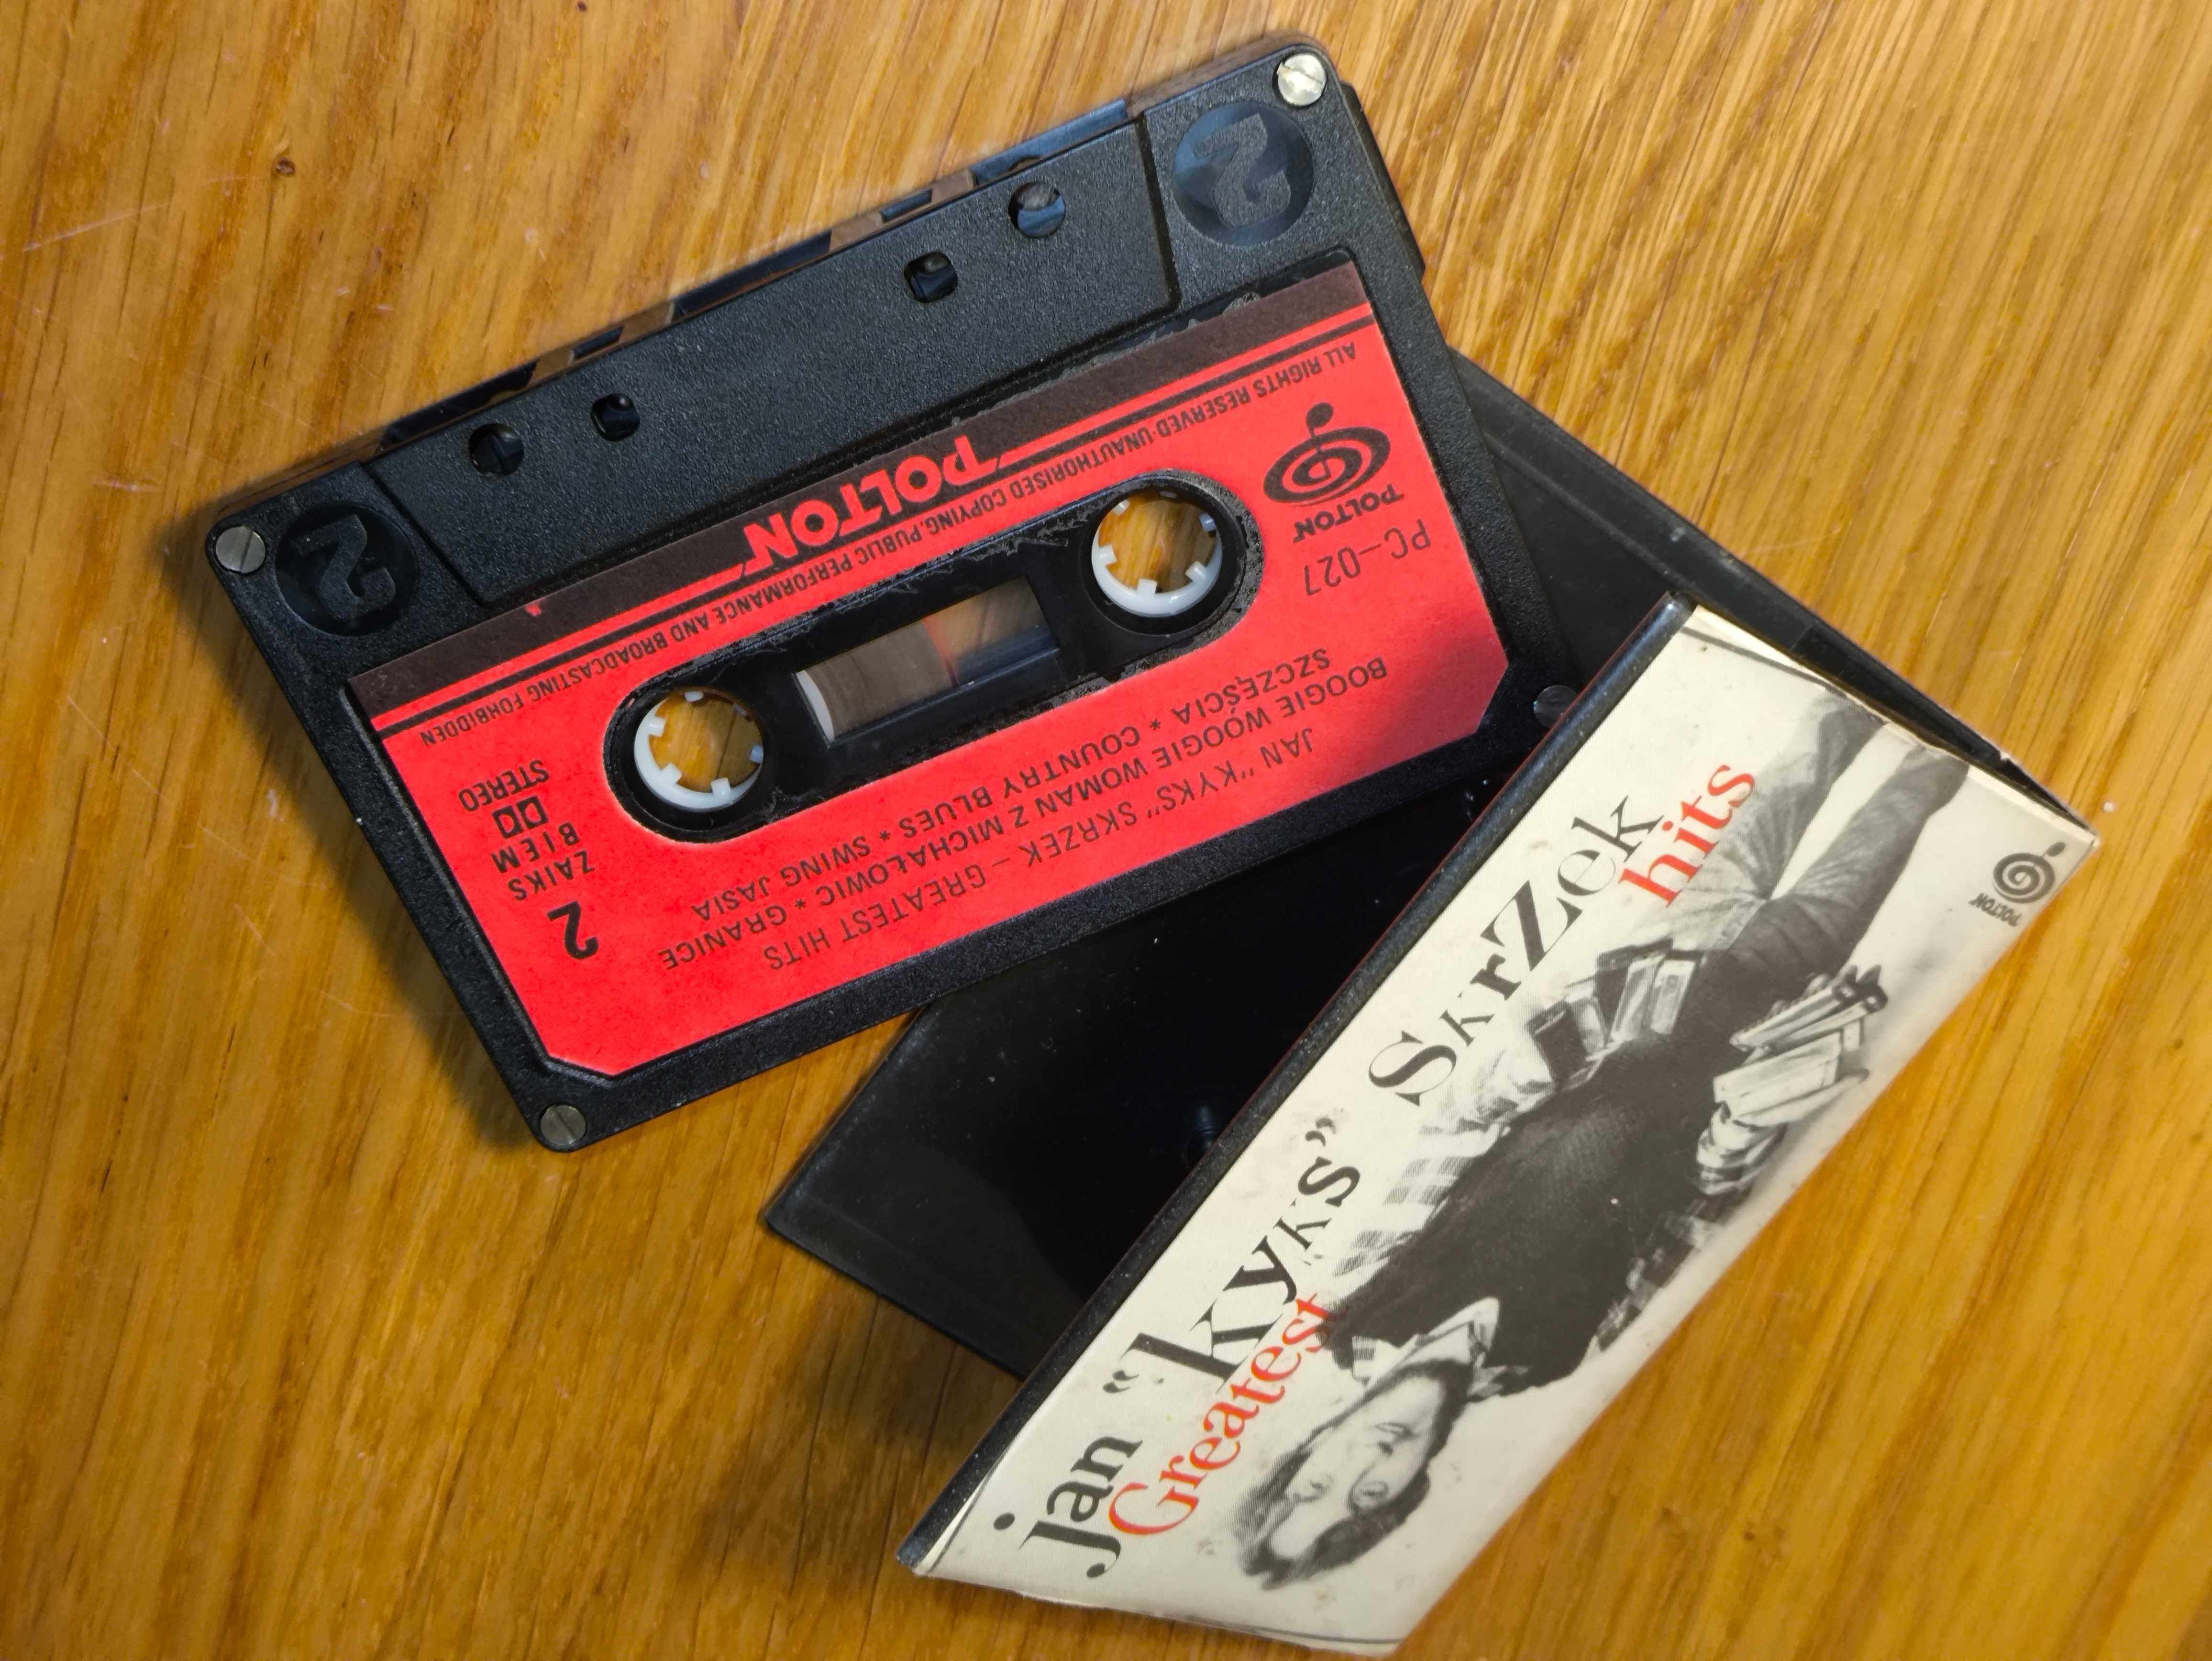 2
2
POLTON
ALL RIGHTS RESERVED·UNAUTHORISED COPYING, PUBLIC PERFORMANCE AND BROADCASTING FORBIDDEN
POLTON
PC–027
STEREO
BIEM
ZAIKS
2
JAN "KYKS" SKRZEK – GREATEST HITS
BOOGIE WOOGIE WOMAN Z MICHAŁOWIC * GRANICE
SZCZĘŚCIA * COUNTRY BLUES * SWING JASIA
jan "kyks" SkrZek
Greatest hits
POLTON